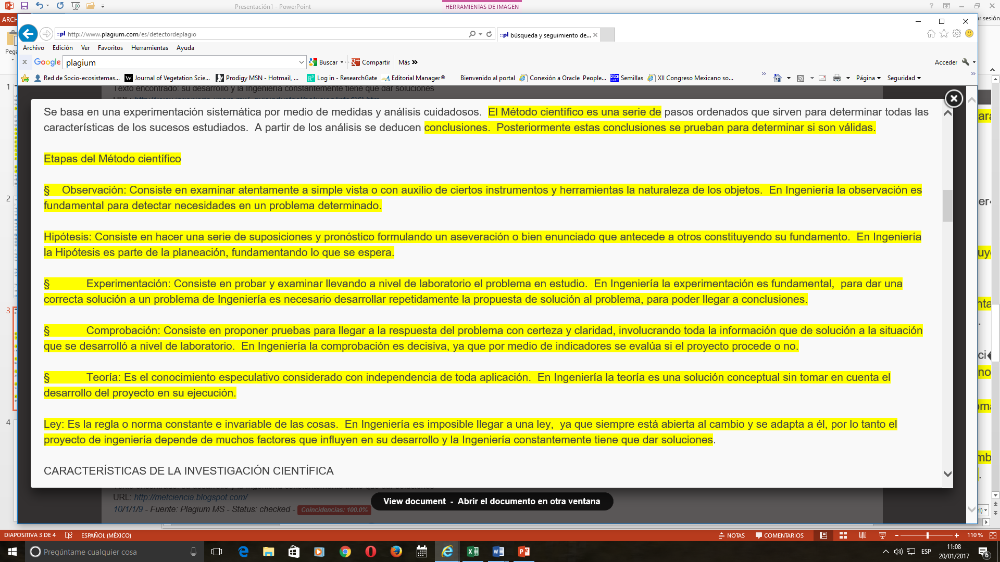 Presentación1 - PowerPoint
HERRAMIENTAS DE IMAGEN
?
ARCH
ar sesión
Pega
http://www.plagium.com/es/detectordeplagio
búsqueda y seguimiento de...
Archivo Edición Ver Favoritos Herramientas Ayuda
x Google plagium Buscar Compartir Más »
Acceder
Red de Socio-ecosistemas... Journal of Vegetation Scie... Prodigy MSN - Hotmail, ... Log in - ResearchGate Editorial Manager® Bienvenido al portal Conexión a Oracle People... Semillas XII Congreso Mexicano so... » Página Seguridad »
Texto encontrado: su desarrollo y la Ingeniería constantemente tiene que dar soluciones
Se basa en una experimentación sistemática por medio de medidas y análisis cuidadosos. El Método científico es una serie de pasos ordenados que sirven para determinar todas las
características de los sucesos estudiados. A partir de los análisis se deducen conclusiones. Posteriormente estas conclusiones se prueban para determinar si son válidas.
Etapas del Método científico
§ Observación: Consiste en examinar atentamente a simple vista o con auxilio de ciertos instrumentos y herramientas la naturaleza de los objetos. En Ingeniería la observación es
fundamental para detectar necesidades en un problema determinado.
Hipótesis: Consiste en hacer una serie de suposiciones y pronóstico formulando un aseveración o bien enunciado que antecede a otros constituyendo su fundamento. En Ingeniería
la Hipótesis es parte de la planeación, fundamentando lo que se espera.
§ Experimentación: Consiste en probar y examinar llevando a nivel de laboratorio el problema en estudio. En Ingeniería la experimentación es fundamental, para dar una
correcta solución a un problema de Ingeniería es necesario desarrollar repetidamente la propuesta de solución al problema, para poder llegar a conclusiones.
§ Comprobación: Consiste en proponer pruebas para llegar a la respuesta del problema con certeza y claridad, involucrando toda la información que de solución a la situación
que se desarrolló a nivel de laboratorio. En Ingeniería la comprobación es decisiva, ya que por medio de indicadores se evalúa si el proyecto procede o no.
§ Teoría: Es el conocimiento especulativo considerado con independencia de toda aplicación. En Ingeniería la teoría es una solución conceptual sin tomar en cuenta el
desarrollo del proyecto en su ejecución.
Ley: Es la regla o norma constante e invariable de las cosas. En Ingeniería es imposible llegar a una ley, ya que siempre está abierta al cambio y se adapta a él, por lo tanto el
proyecto de ingeniería depende de muchos factores que influyen en su desarrollo y la Ingeniería constantemente tiene que dar soluciones.
CARACTERÍSTICAS DE LA INVESTIGACIÓN CIENTÍFICA
URL: http://metciencia.blogspot.com/
View document - Abrir el documento en otra ventana
10/1/1/9 - Fuente: Plagium MS - Status: checked - Coincidencias: 100.0%
1
2
3
4
DIAPOSITIVA 3 DE 4 ESPAÑOL (MÉXICO) NOTAS COMENTARIOS 110 %
Pregúntame cualquier cosa
ESP
11:08
20/01/2017
6